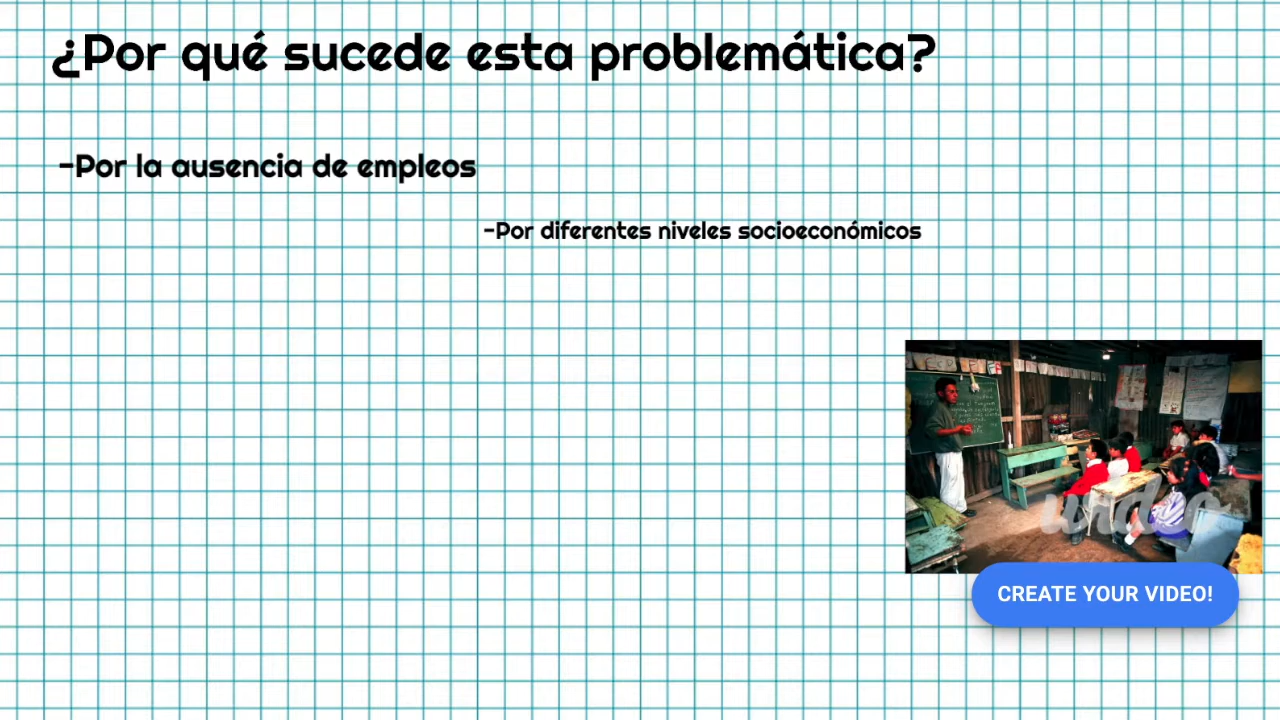 ¿Por qué sucede esta problemática?
-Por la ausencia de empleos
-Por diferentes niveles socioeconómicos
CREATE YOUR VIDEO!